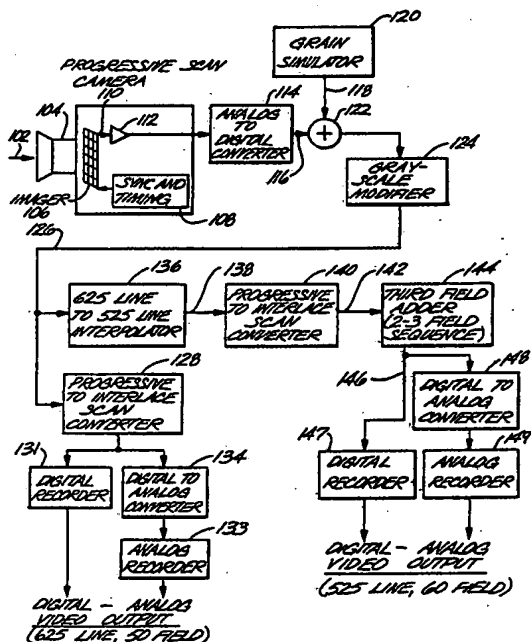 120
GRAIN
SIMULATOR
PROGRESSIVE SCAN
CAMERA
110
114
118
104
112
122
ANALOG
TO
DIGITAL
CONVERTER
+
102
124
116
GRAY-
SCALE
MODIFIER
SYNC AND
TIMING
IMAGER
106
108
126
136
138
140
142
144
625 LINE
TO 525 LINE
INTERPOLATOR
PROGRESSIVE
TO INTERLACE
SCAN
CONVERTER
THIRD FIELD
ADDER
(2-3 FIELD
SEQUENCE)
128
148
PROGRESSIVE
TO INTERLACE
SCAN
CONVERTER
146
DIGITAL TO
ANALOG
CONVERTER
131
134
147
149
DIGITAL
RECORDER
DIGITAL TO
ANALOG
CONVERTER
DIGITAL
RECORDER
ANALOG
RECORDER
133
ANALOG
RECORDER
DIGITAL - ANALOG
VIDEO OUTPUT
(525 LINE, 60 FIELD)
DIGITAL - ANALOG
VIDEO OUTPUT
(625 LINE, 50 FIELD)